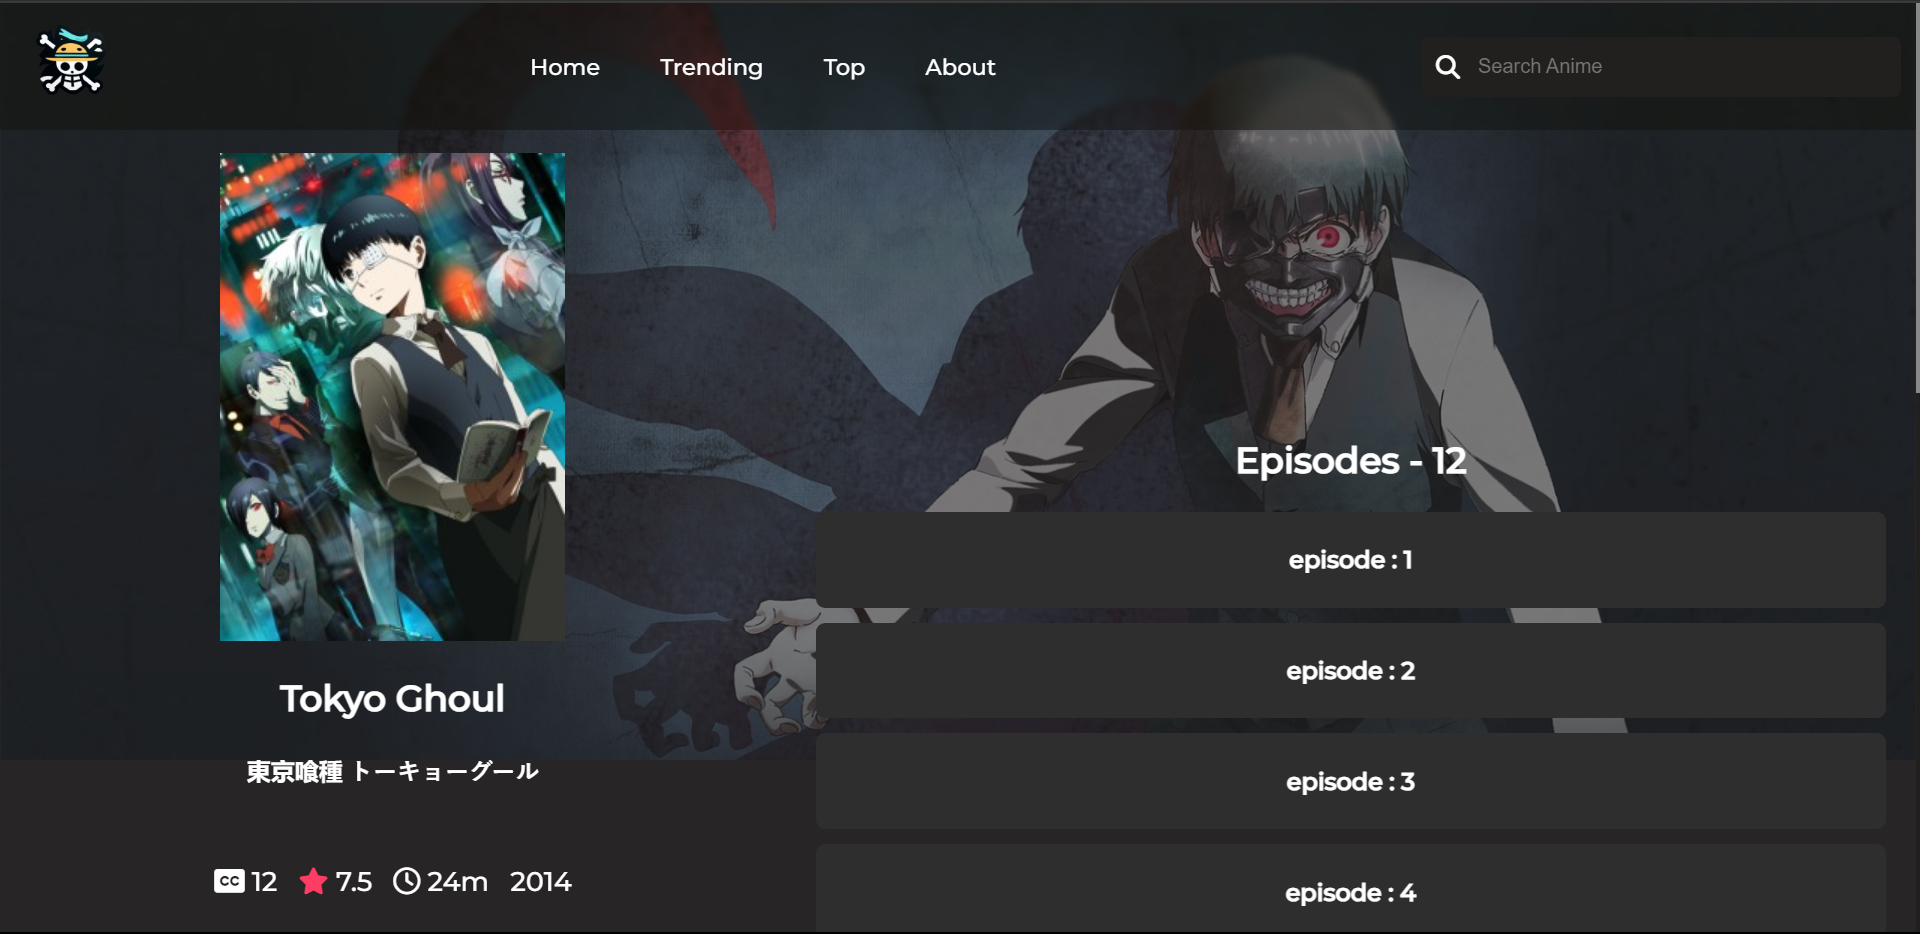 Home
Trending
Top
About
Search Anime
Tokyo Ghoul
東京喰種 トーキョーグール
CC 12
7.5
24m
2014
Episodes - 12
episode : 1
episode : 2
episode : 3
episode : 4